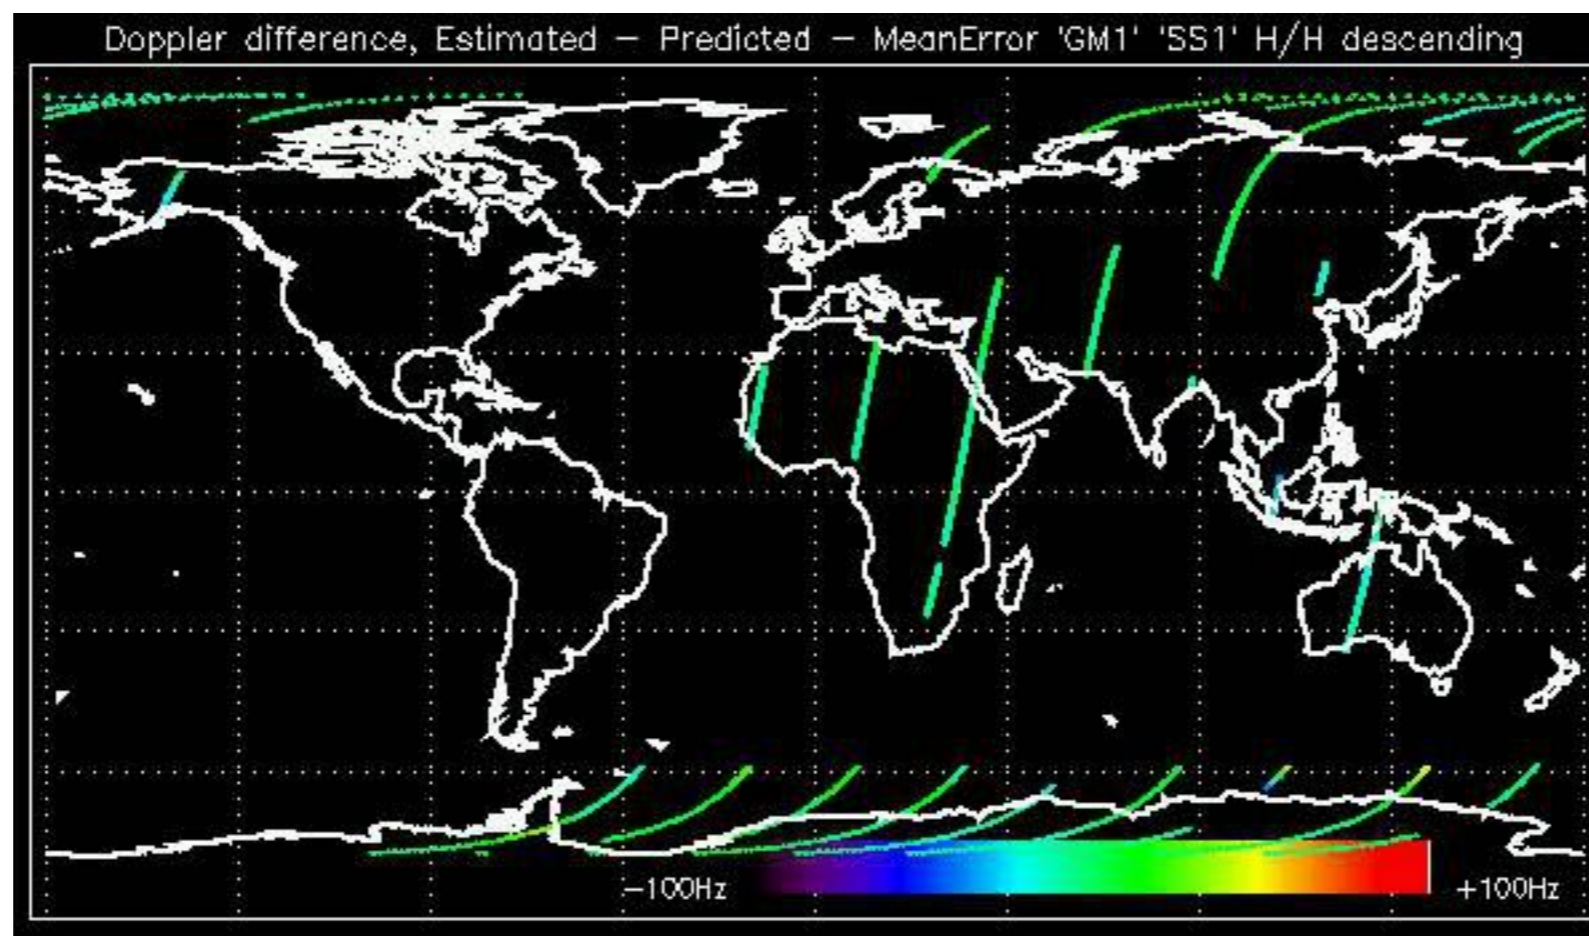 Doppler difference, Estimated – Predicted – MeanError 'GM1' 'SS1' H/H descending
–100Hz
+100Hz